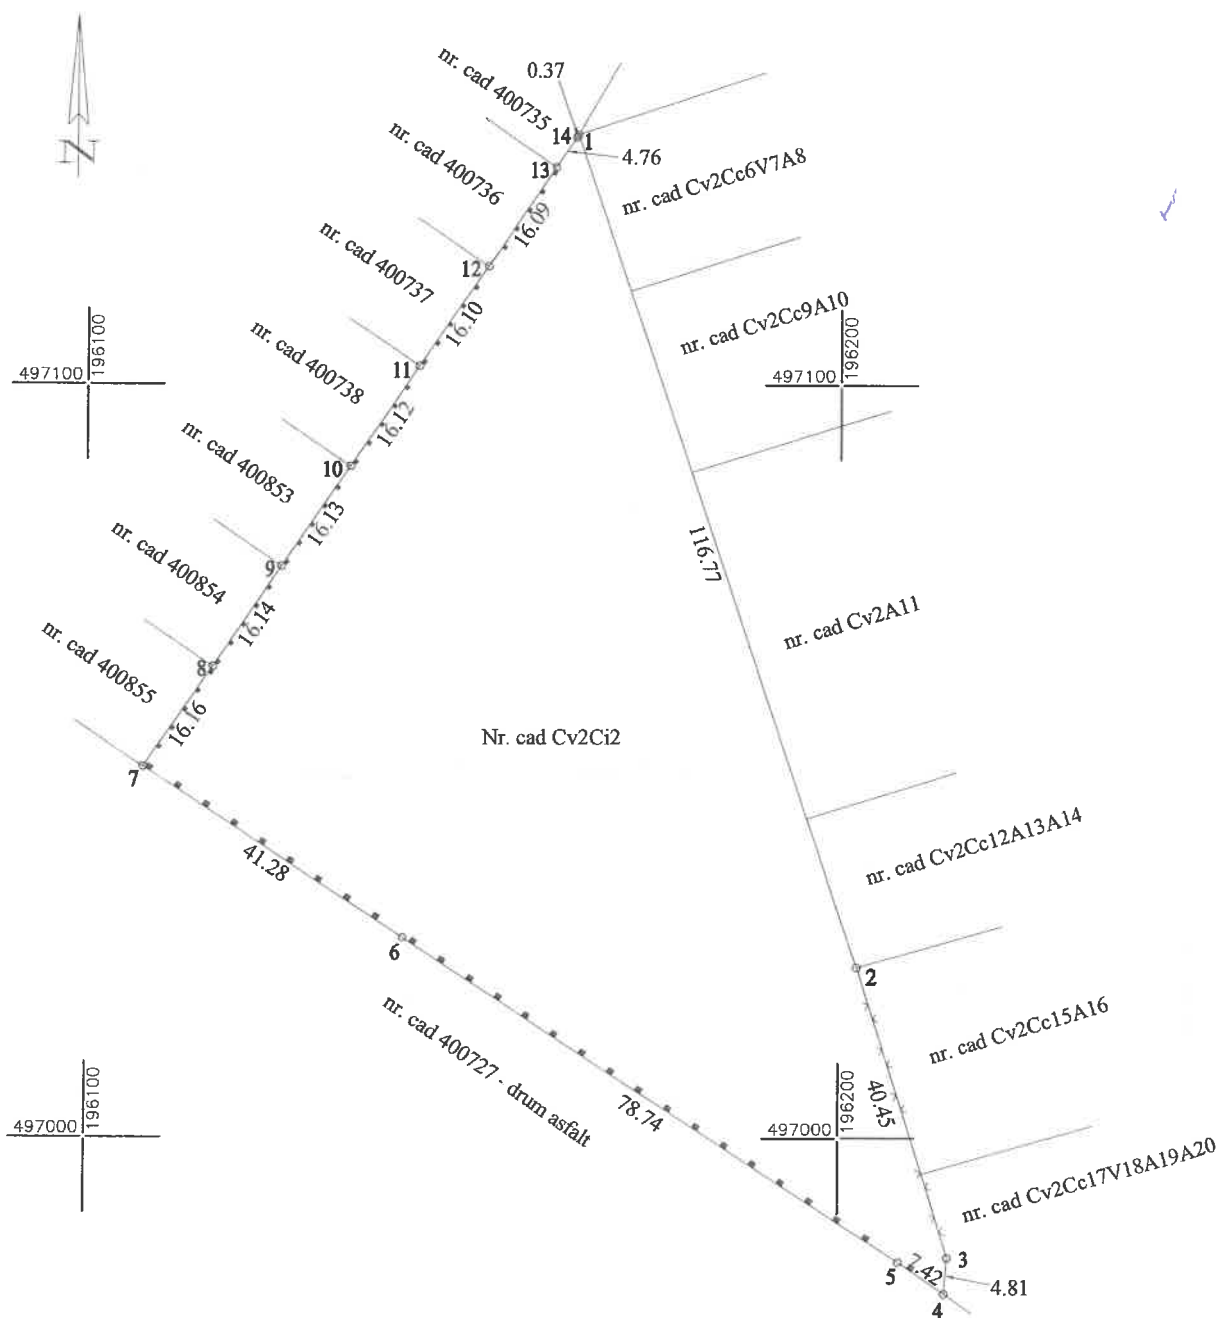 N
nr. cad 400735
0.37
14
1
4.76
13
nr. cad 400736
16.09
nr. cad Cv2Cc6V7A8
12
nr. cad 400737
16.10
nr. cad Cv2Cc9A10
497100
196100
497100
196200
11
nr. cad 400738
16.12
10
nr. cad 400853
16.13
116.77
9
nr. cad 400854
16.14
nr. cad Cv2A11
8
nr. cad 400855
16.16
Nr. cad Cv2Ci2
7
41.28
nr. cad Cv2Cc12A13A14
6
2
nr. cad 400727 - drum asfalt
nr. cad Cv2Cc15A16
78.74
40.45
497000
196100
497000
196200
nr. cad Cv2Cc17V18A19A20
3
5
7.42
4.81
4